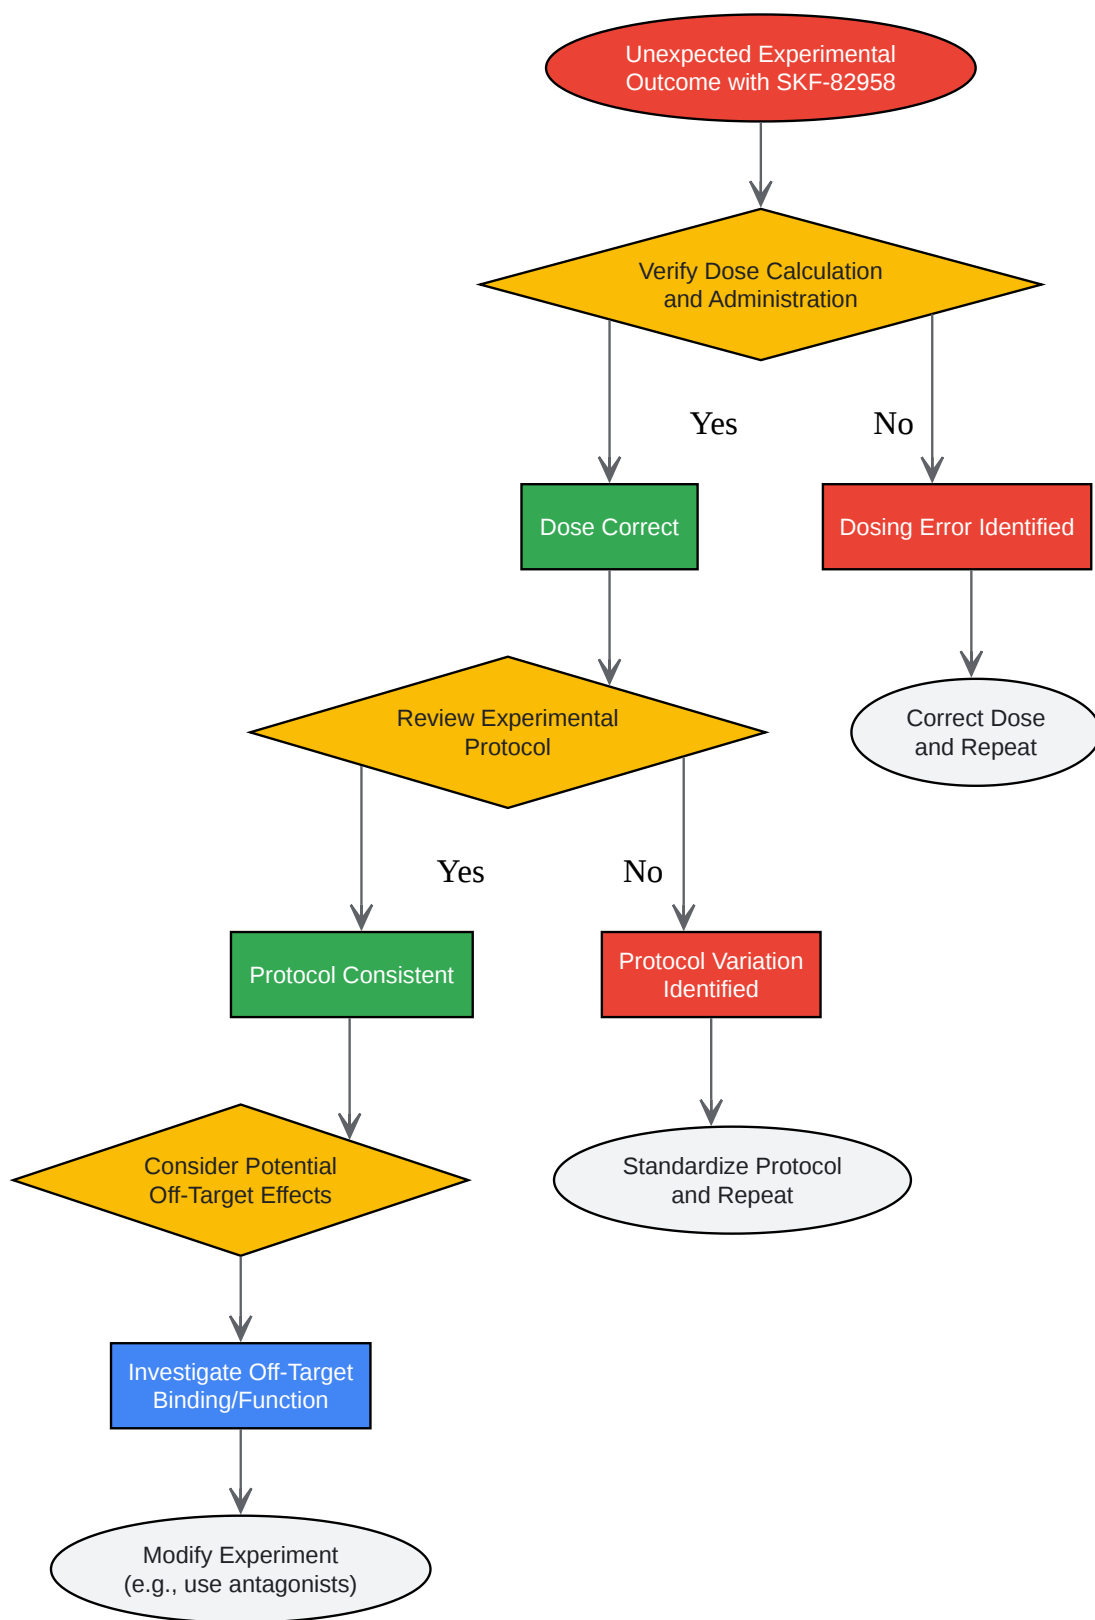 Unexpected Experimental
Outcome with SKF-82958
Verify Dose Calculation
and Administration
Yes
No
Dose Correct
Dosing Error Identified
Review Experimental
Protocol
Correct Dose
and Repeat
Yes
No
Protocol Consistent
Protocol Variation
Identified
Consider Potential
Off-Target Effects
Standardize Protocol
and Repeat
Investigate Off-Target
Binding/Function
Modify Experiment
(e.g., use antagonists)